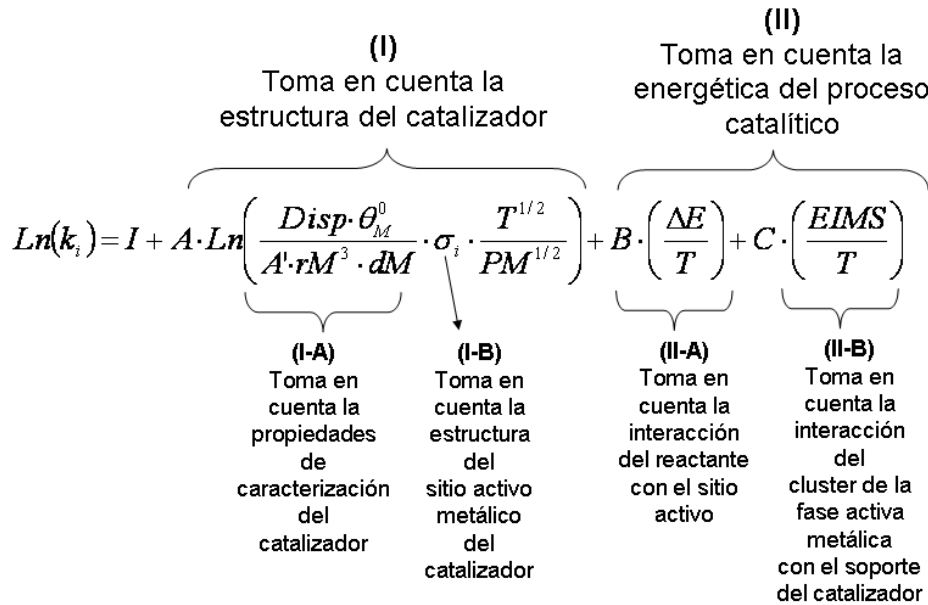 (I)
Toma en cuenta la
estructura del catalizador
(II)
Toma en cuenta la
energética del proceso
catalítico
Ln(k_i) = I + A·Ln( (Disp·θ_M^0)/(A'·rM^3·dM) · σ_i · T^{1/2}/PM^{1/2} ) + B·(ΔE/T) + C·(EIMS/T)
(I-A)
Toma en
cuenta la
propiedades
de
caracterización
del
catalizador
(I-B)
Toma en
cuenta la
estructura
del
sitio activo
metálico
del
catalizador
(II-A)
Toma en
cuenta la
interacción
del reactante
con el sitio
activo
(II-B)
Toma en
cuenta la
interacción
del
cluster de la
fase activa
metálica
con el soporte
del catalizador